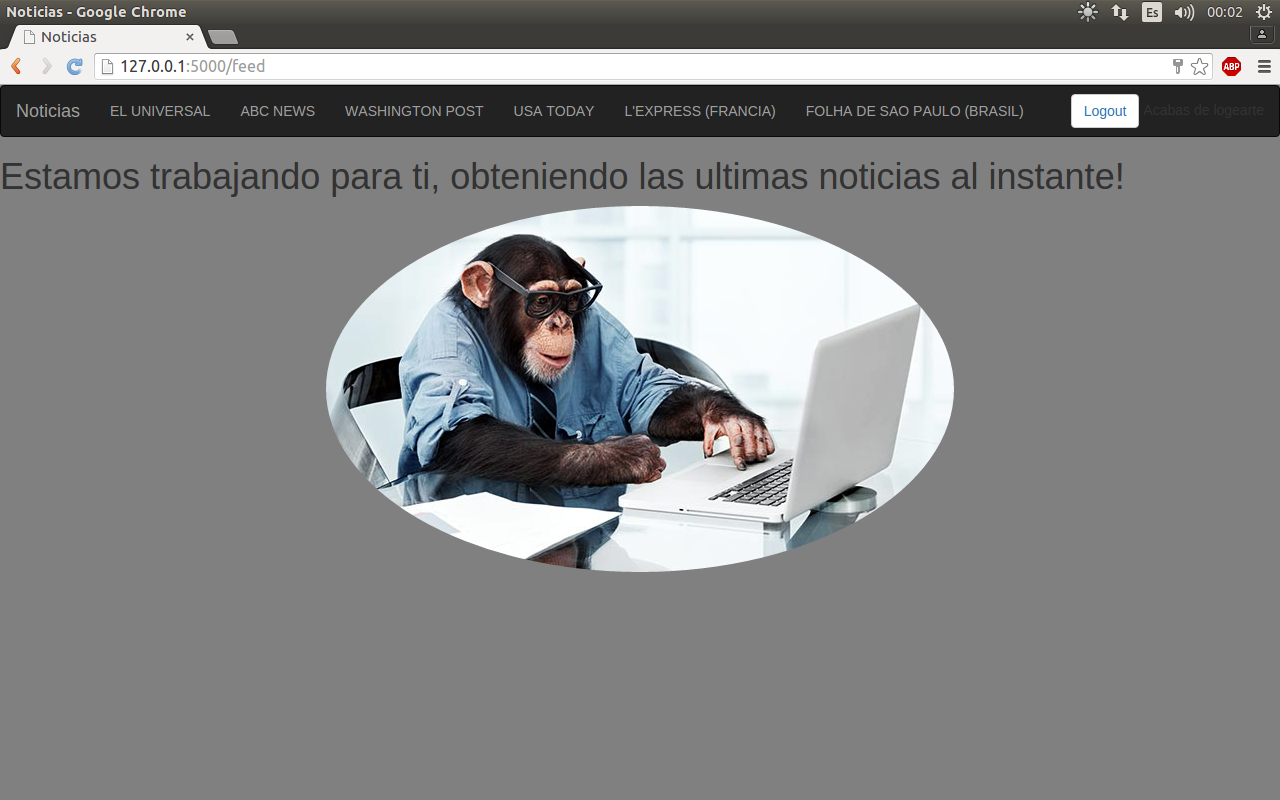 Noticias - Google Chrome
Es
00:02
Noticias
127.0.0.1:5000/feed
ABP
Noticias EL UNIVERSAL ABC NEWS WASHINGTON POST USA TODAY L'EXPRESS (FRANCIA) FOLHA DE SAO PAULO (BRASIL) Logout Acabas de logearte
Estamos trabajando para ti, obteniendo las ultimas noticias al instante!